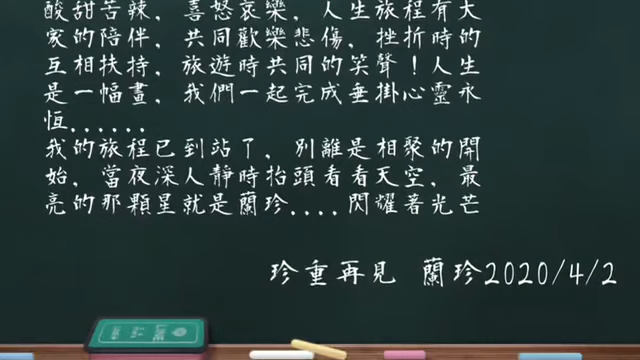 酸甜苦辣，喜怒哀樂，人生旅程有大
家的陪伴，共同歡樂悲傷，挫折時的
互相扶持，旅遊時共同的笑聲！人生
是一幅畫，我們一起完成垂掛心靈永
恆......
我的旅程已到站了，別離是相聚的開
始，當夜深人靜時抬頭看看天空，最
亮的那顆星就是蘭珍....閃耀著光芒
珍重再見 蘭珍2020/4/2